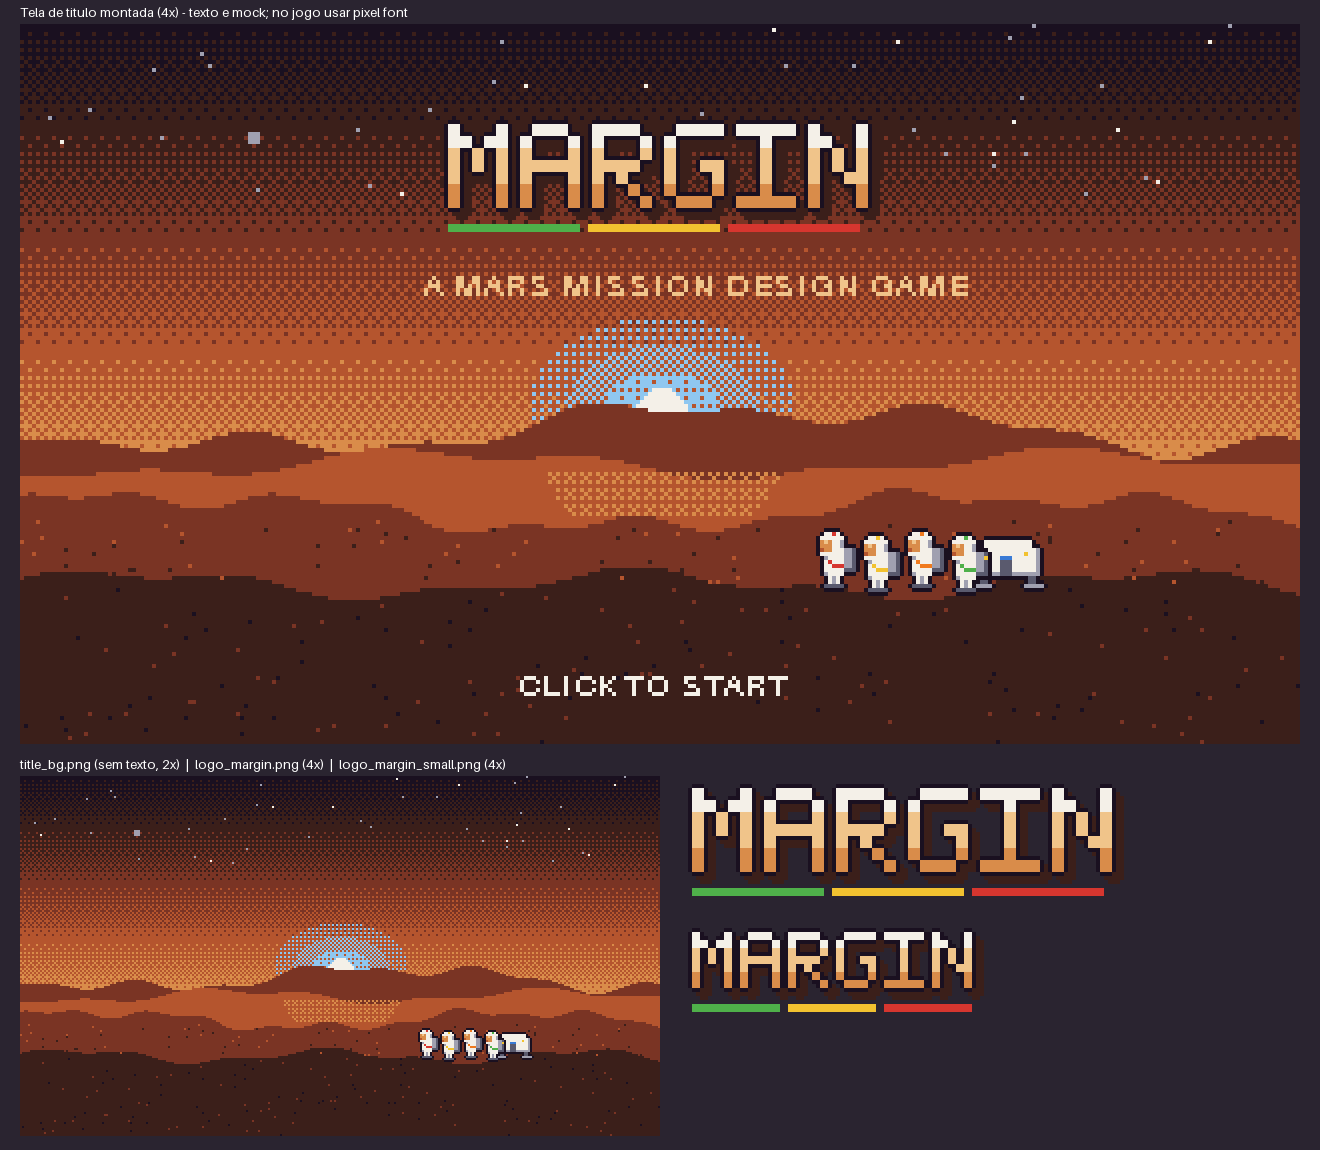 Tela de titulo montada (4x) - texto e mock; no jogo usar pixel font
MARGIN
A MARS MISSION DESIGN GAME
CLICK TO START
title_bg.png (sem texto, 2x) | logo_margin.png (4x) | logo_margin_small.png (4x)
MARGIN
MARGIN